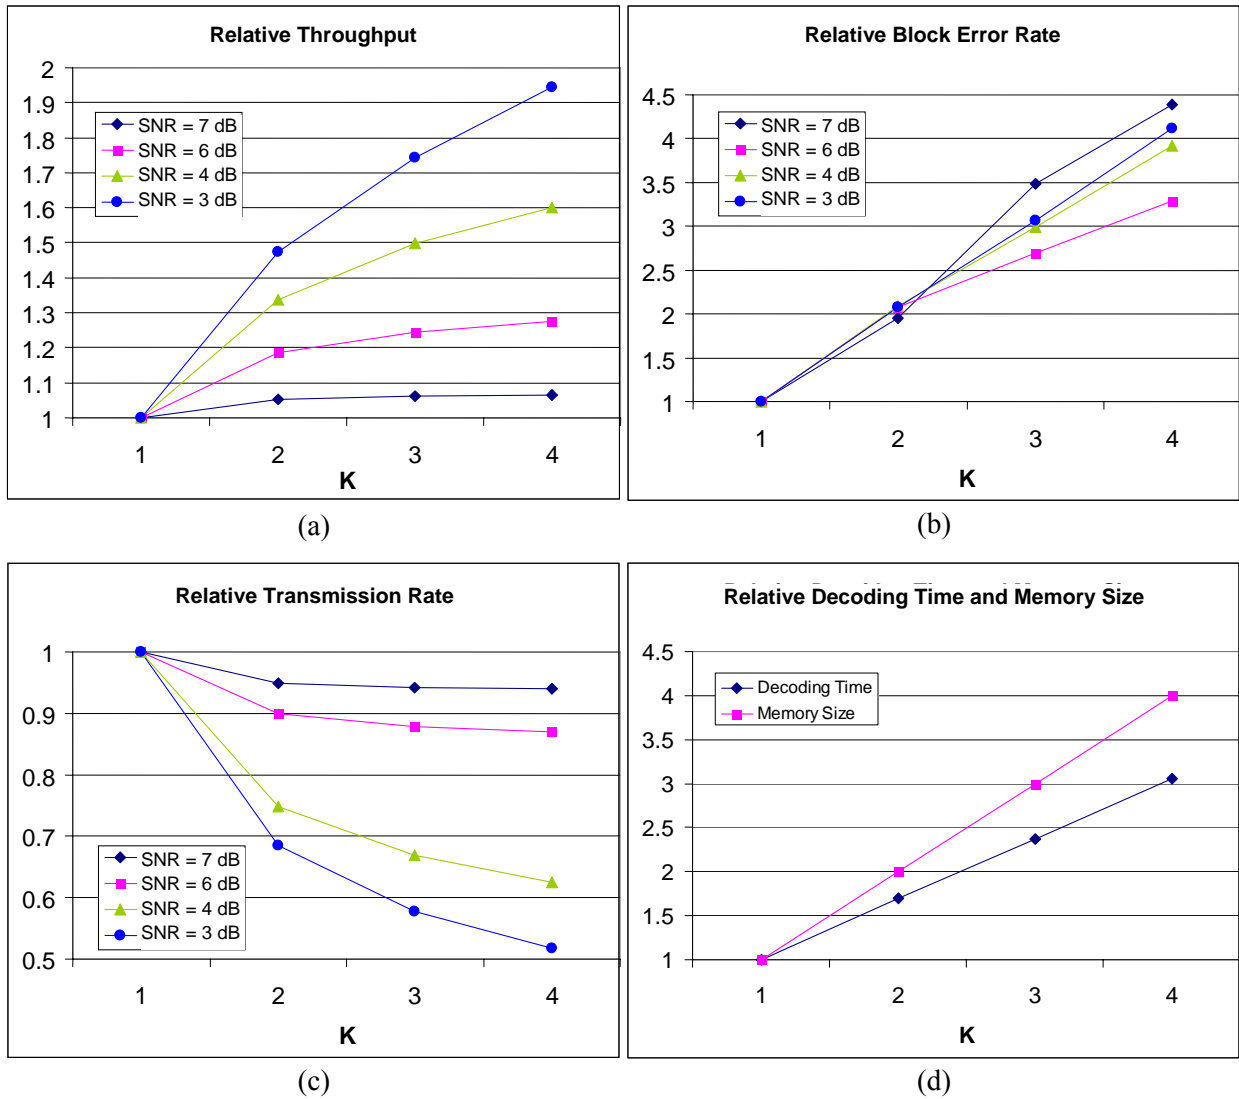 Relative Throughput
2
1.9
1.8
1.7
1.6
1.5
1.4
1.3
1.2
1.1
1
SNR = 7 dB
SNR = 6 dB
SNR = 4 dB
SNR = 3 dB
1 2 3 4
K
(a)
Relative Block Error Rate
4.5
4
3.5
3
2.5
2
1.5
1
SNR = 7 dB
SNR = 6 dB
SNR = 4 dB
SNR = 3 dB
1 2 3 4
K
(b)
Relative Transmission Rate
1
0.9
0.8
0.7
0.6
0.5
SNR = 7 dB
SNR = 6 dB
SNR = 4 dB
SNR = 3 dB
1 2 3 4
K
(c)
Relative Decoding Time and Memory Size
4.5
4
3.5
3
2.5
2
1.5
1
Decoding Time
Memory Size
1 2 3 4
K
(d)